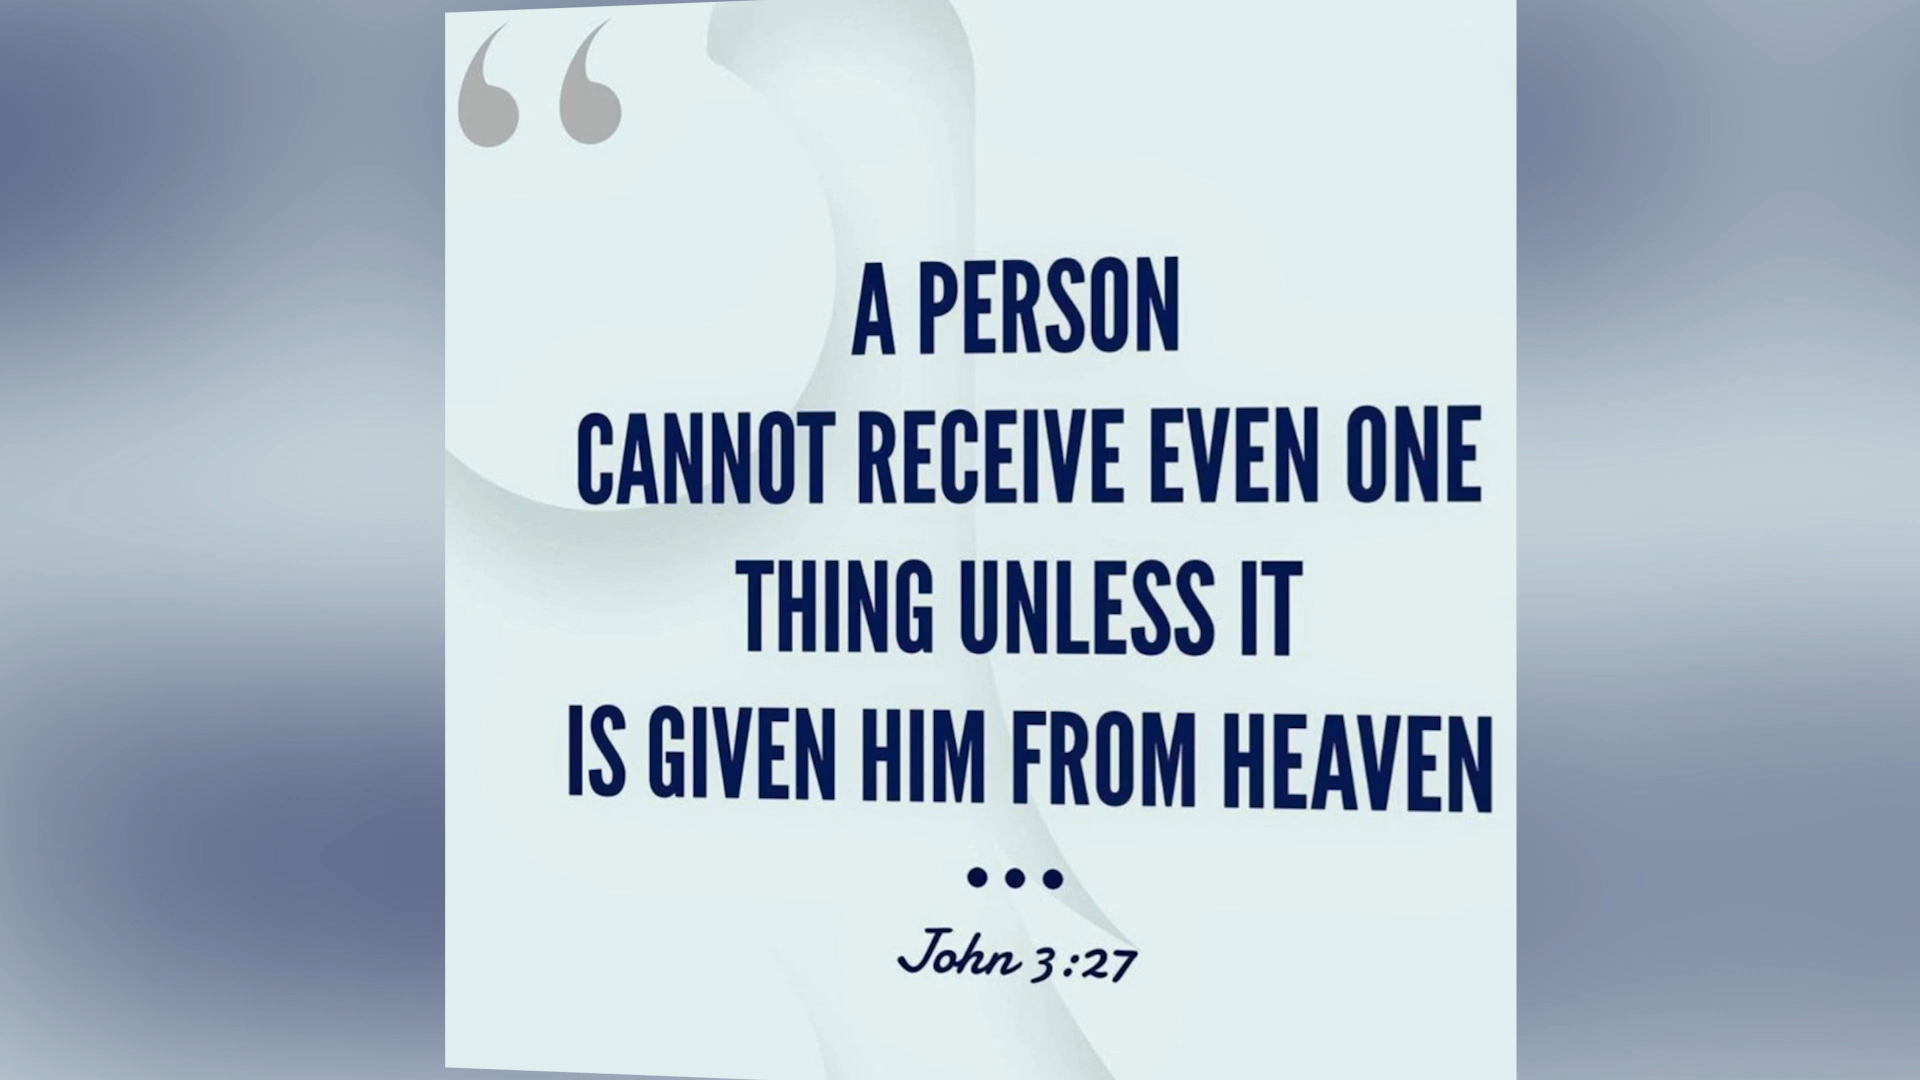 “
A PERSON
CANNOT RECEIVE EVEN ONE
THING UNLESS IT
IS GIVEN HIM FROM HEAVEN
•••
John 3:27